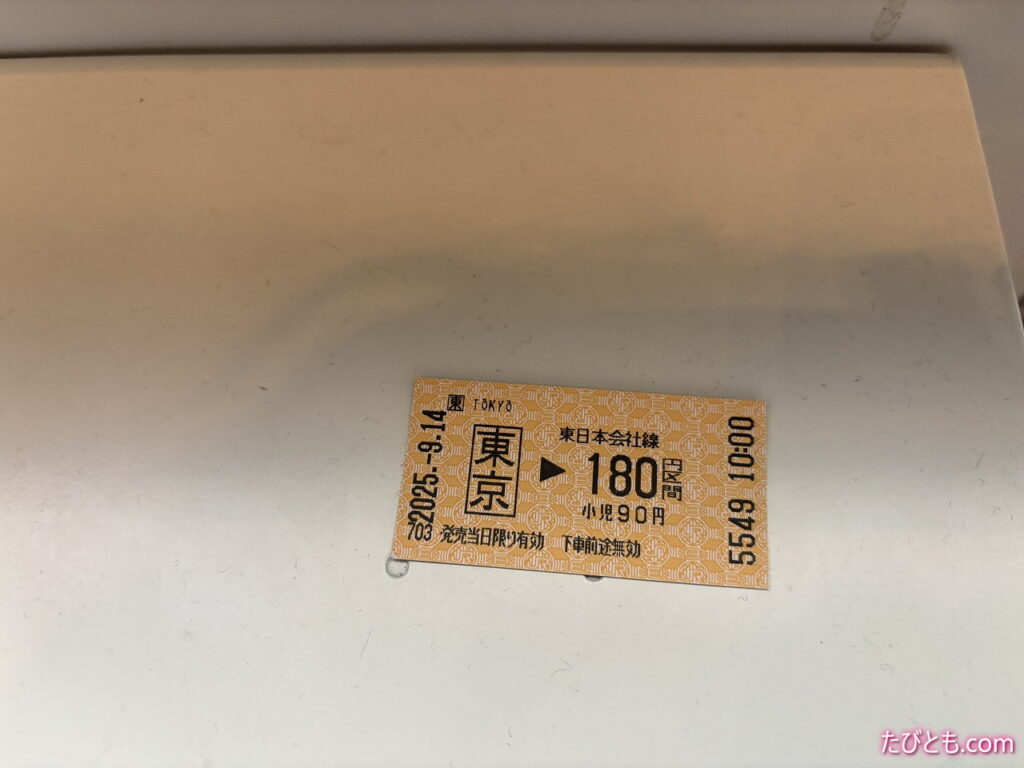 東 TōKYō
2025.-9.14
東京
東日本会社線
▶180円区間
小児90円
703 発売当日限り有効 下車前途無効
5549 10:00
たびとも.com